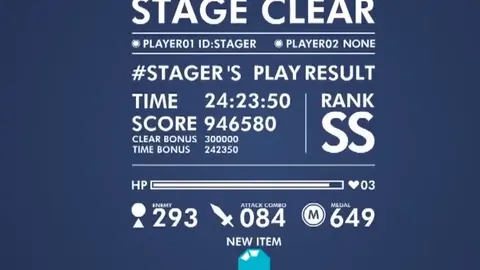 STAGE CLEAR
PLAYER01 ID:STAGER PLAYER02 NONE
#STAGER'S PLAY RESULT
TIME 24:23:50
SCORE 946580
CLEAR BONUS 300000
TIME BONUS 242350
RANK
SS
HP 03
ENEMY 293
ATTACK COMBO 084
MEDAL M 649
NEW ITEM